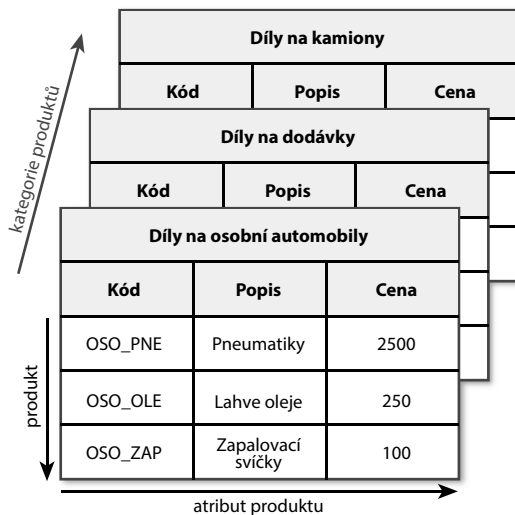 Díly na kamiony
Kód Popis Cena
Díly na dodávky
Kód Popis Cena
Díly na osobní automobily
Kód Popis Cena
OSO_PNE Pneumatiky 2500
OSO_OLE Lahve oleje 250
OSO_ZAP Zapalovací svíčky 100
kategorie produktů
produkt
atribut produktu